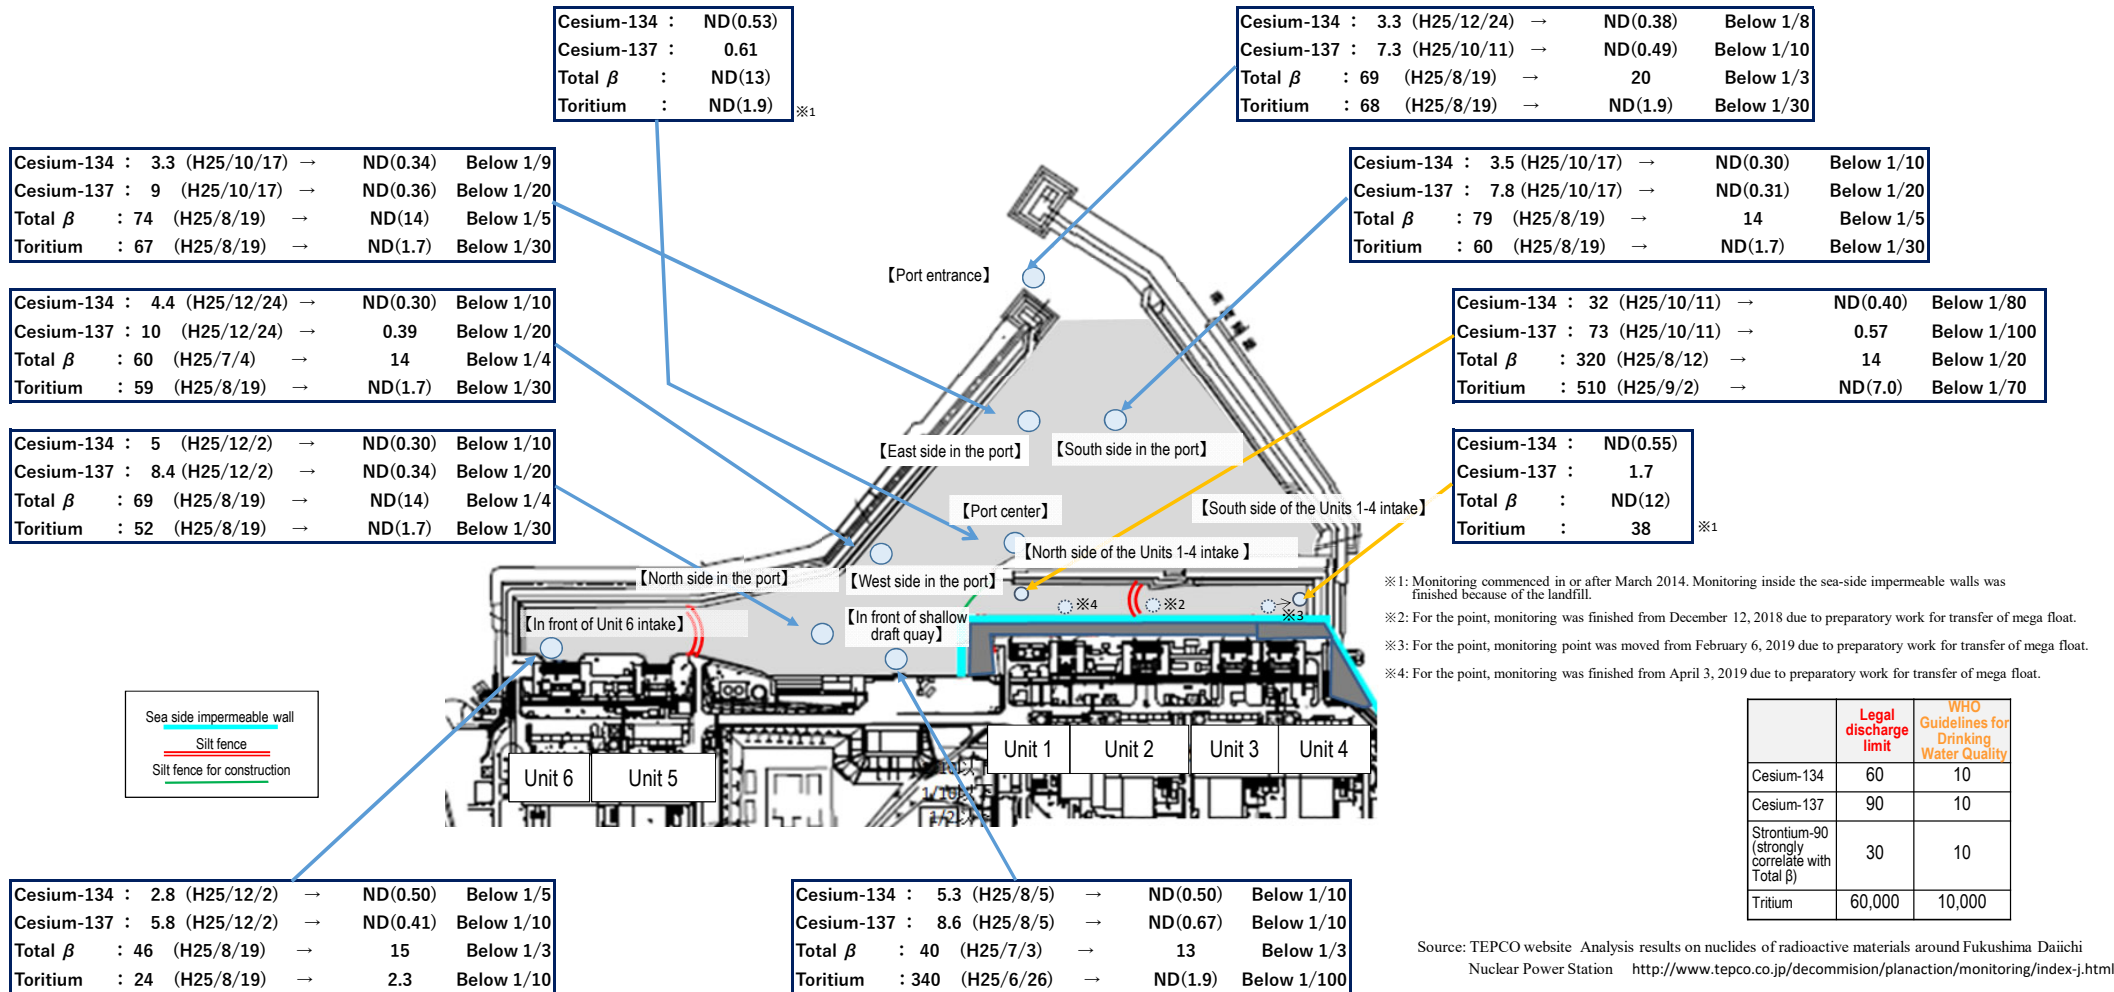 Cesium-134 : ND(0.53)
Cesium-137 : 0.61
Total β : ND(13)
Toritium : ND(1.9) ※1
Cesium-134 : 3.3 (H25/12/24) → ND(0.38) Below 1/8
Cesium-137 : 7.3 (H25/10/11) → ND(0.49) Below 1/10
Total β : 69 (H25/8/19) → 20 Below 1/3
Toritium : 68 (H25/8/19) → ND(1.9) Below 1/30
Cesium-134 : 3.3 (H25/10/17) → ND(0.34) Below 1/9
Cesium-137 : 9 (H25/10/17) → ND(0.36) Below 1/20
Total β : 74 (H25/8/19) → ND(14) Below 1/5
Toritium : 67 (H25/8/19) → ND(1.7) Below 1/30
Cesium-134 : 3.5 (H25/10/17) → ND(0.30) Below 1/10
Cesium-137 : 7.8 (H25/10/17) → ND(0.31) Below 1/20
Total β : 79 (H25/8/19) → 14 Below 1/5
Toritium : 60 (H25/8/19) → ND(1.7) Below 1/30
Cesium-134 : 4.4 (H25/12/24) → ND(0.30) Below 1/10
Cesium-137 : 10 (H25/12/24) → 0.39 Below 1/20
Total β : 60 (H25/7/4) → 14 Below 1/4
Toritium : 59 (H25/8/19) → ND(1.7) Below 1/30
Cesium-134 : 32 (H25/10/11) → ND(0.40) Below 1/80
Cesium-137 : 73 (H25/10/11) → 0.57 Below 1/100
Total β : 320 (H25/8/12) → 14 Below 1/20
Toritium : 510 (H25/9/2) → ND(7.0) Below 1/70
Cesium-134 : 5 (H25/12/2) → ND(0.30) Below 1/10
Cesium-137 : 8.4 (H25/12/2) → ND(0.34) Below 1/20
Total β : 69 (H25/8/19) → ND(14) Below 1/4
Toritium : 52 (H25/8/19) → ND(1.7) Below 1/30
Cesium-134 : ND(0.55)
Cesium-137 : 1.7
Total β : ND(12)
Toritium : 38 ※1
【Port entrance】
【East side in the port】
【South side in the port】
【Port center】
【South side of the Units 1-4 intake】
【North side of the Units 1-4 intake 】
【North side in the port】
【West side in the port】
【In front of Unit 6 intake】
【In front of shallow
draft quay】
※4
※2
※3
※1: Monitoring commenced in or after March 2014. Monitoring inside the sea-side impermeable walls was
finished because of the landfill.
※2: For the point, monitoring was finished from December 12, 2018 due to preparatory work for transfer of mega float.
※3: For the point, monitoring point was moved from February 6, 2019 due to preparatory work for transfer of mega float.
※4: For the point, monitoring was finished from April 3, 2019 due to preparatory work for transfer of mega float.
Sea side impermeable wall
Silt fence
Silt fence for construction
Unit 1
Unit 2
Unit 3
Unit 4
Unit 6
Unit 5
Legal
discharge
limit
WHO
Guidelines for
Drinking
Water Quality
Cesium-134 60 10
Cesium-137 90 10
Strontium-90
(strongly
correlate with
Total β) 30 10
Tritium 60,000 10,000
Cesium-134 : 2.8 (H25/12/2) → ND(0.50) Below 1/5
Cesium-137 : 5.8 (H25/12/2) → ND(0.41) Below 1/10
Total β : 46 (H25/8/19) → 15 Below 1/3
Toritium : 24 (H25/8/19) → 2.3 Below 1/10
Cesium-134 : 5.3 (H25/8/5) → ND(0.50) Below 1/10
Cesium-137 : 8.6 (H25/8/5) → ND(0.67) Below 1/10
Total β : 40 (H25/7/3) → 13 Below 1/3
Toritium : 340 (H25/6/26) → ND(1.9) Below 1/100
Source: TEPCO website Analysis results on nuclides of radioactive materials around Fukushima Daiichi
Nuclear Power Station http://www.tepco.co.jp/decommision/planaction/monitoring/index-j.html